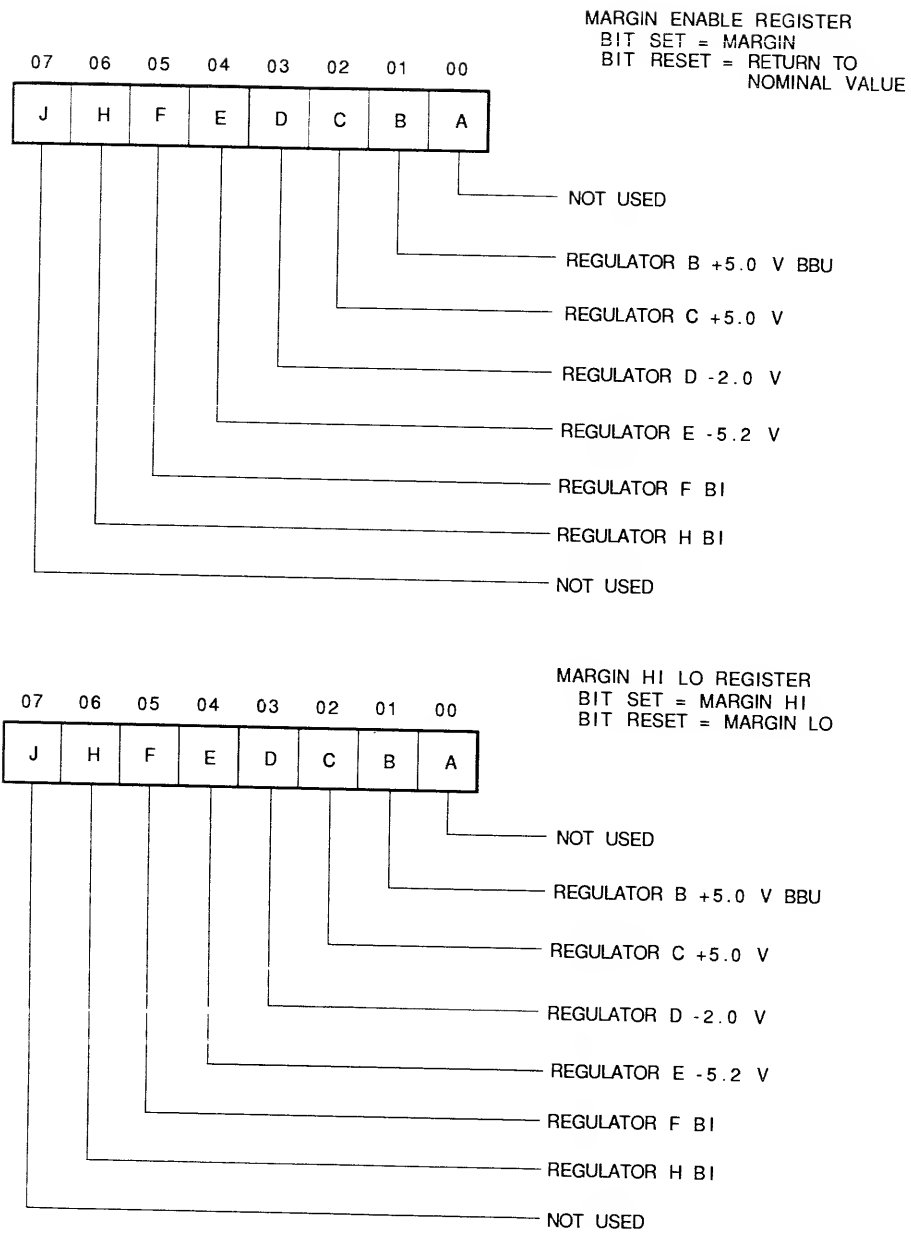 MARGIN ENABLE REGISTER
BIT SET = MARGIN
BIT RESET = RETURN TO
NOMINAL VALUE
07 06 05 04 03 02 01 00
J H F E D C B A
NOT USED
REGULATOR B +5.0 V BBU
REGULATOR C +5.0 V
REGULATOR D -2.0 V
REGULATOR E -5.2 V
REGULATOR F BI
REGULATOR H BI
NOT USED
MARGIN HI LO REGISTER
BIT SET = MARGIN HI
BIT RESET = MARGIN LO
07 06 05 04 03 02 01 00
J H F E D C B A
NOT USED
REGULATOR B +5.0 V BBU
REGULATOR C +5.0 V
REGULATOR D -2.0 V
REGULATOR E -5.2 V
REGULATOR F BI
REGULATOR H BI
NOT USED